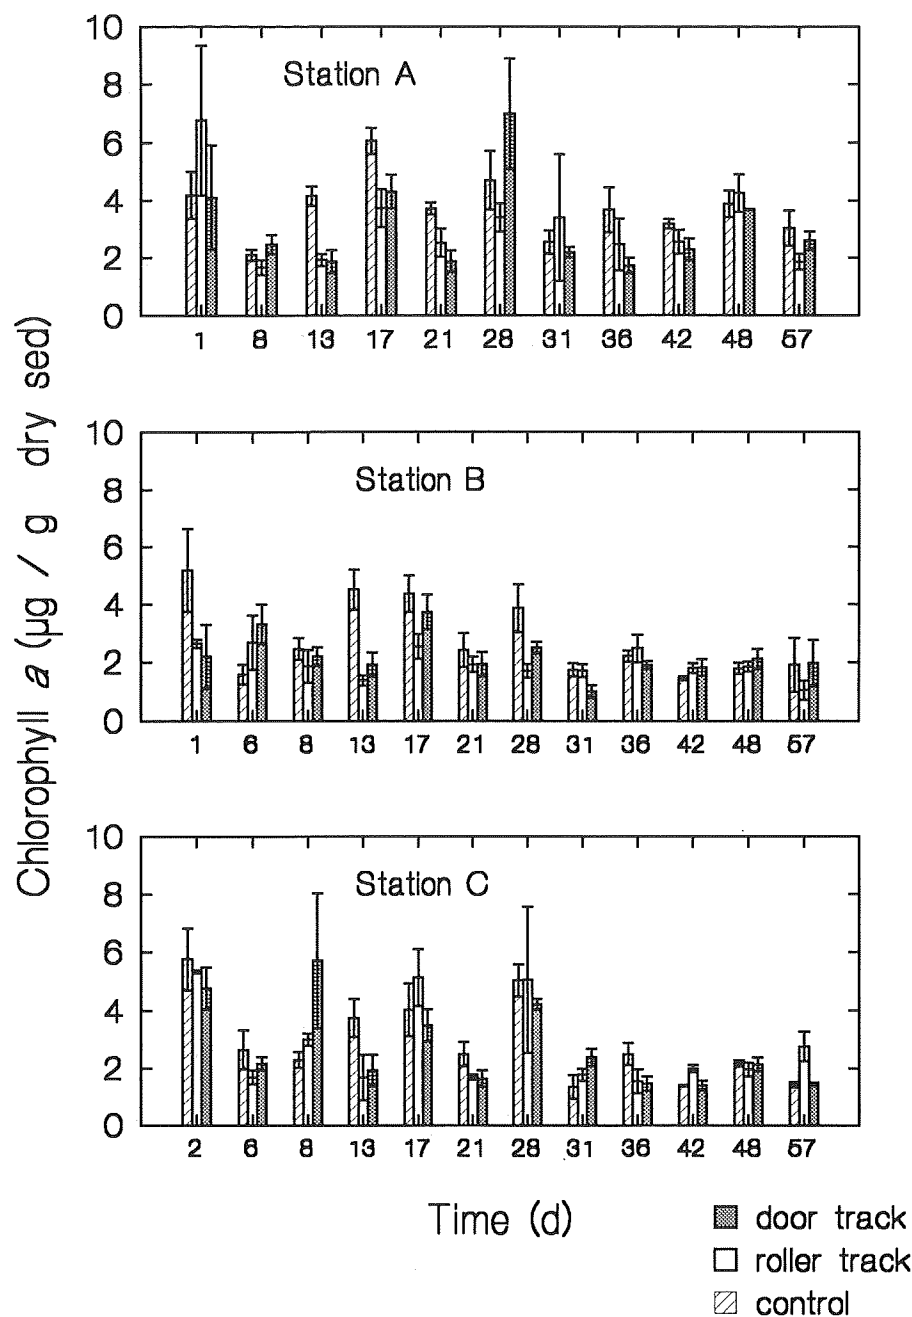 Chlorophyll a (µg / g dry sed)
Station A
10
8
6
4
2
0
1 8 13 17 21 28 31 36 42 48 57
Station B
10
8
6
4
2
0
1 6 8 13 17 21 28 31 36 42 48 57
Station C
10
8
6
4
2
0
2 6 8 13 17 21 28 31 36 42 48 57
Time (d)
door track
roller track
control